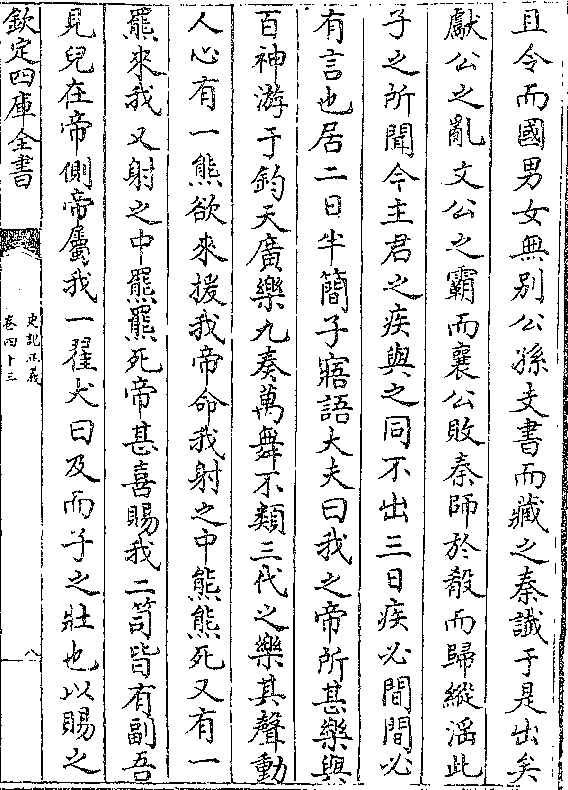 且令而國男女無別公孫支書而藏之秦䜟于是出矣
獻公之亂文公之霸而襄公敗秦師於殽而歸縱滛此
子之所聞今主君之疾與之同不出三日疾必間間必
有言也居二日半簡子寤語大夫曰我之帝所甚樂與
百神游于鈞天廣樂九奏萬舞不類三代之樂其聲動
人心有一熊欲來援我帝命我射之中熊熊死又有一
羆來我又射之中羆羆死帝甚喜賜我二笥皆有副吾
見兒在帝側帝屬我一翟犬曰及而子之壯也以賜之
欽定四庫全書
史記正義
卷四十三
八